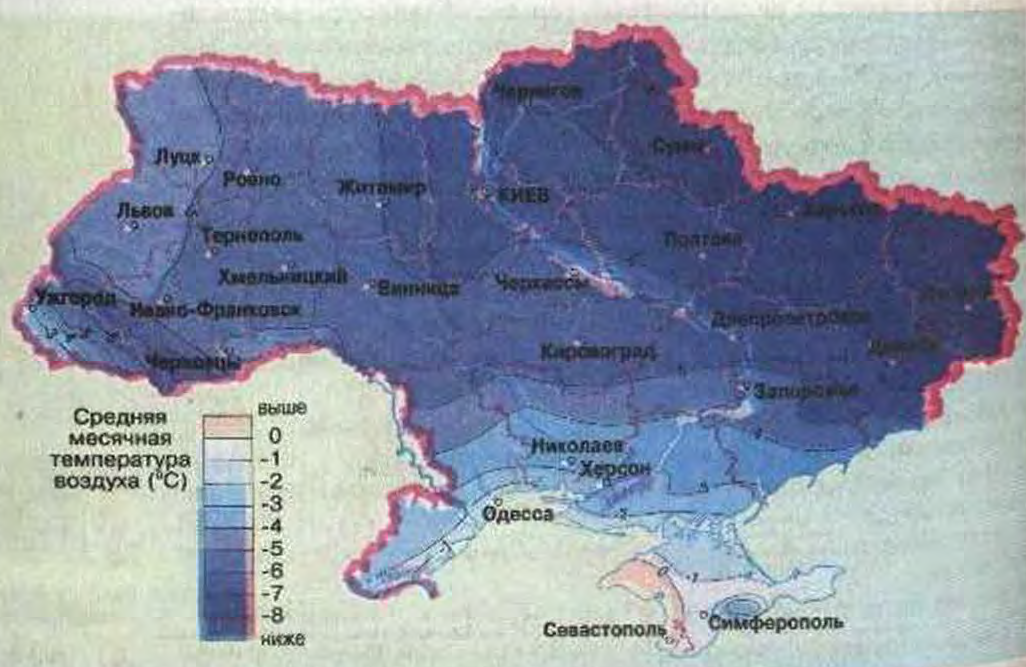 Чернигов
Сумы
Луцк
Ровно
Житомир
КИЕВ
Львов
Харьков
Тернополь
Полтава
Хмельницкий
Винница
Черкассы
Ужгород
Ивано-Франковск
Днепропетровск
Черновцы
Кировоград
Донецк
Запорожье
Средняя
месячная
температура
воздуха (°С)
выше
0
-1
-2
-3
-4
-5
-6
-7
-8
ниже
Николаев
Херсон
Одесса
Севастополь
Симферополь